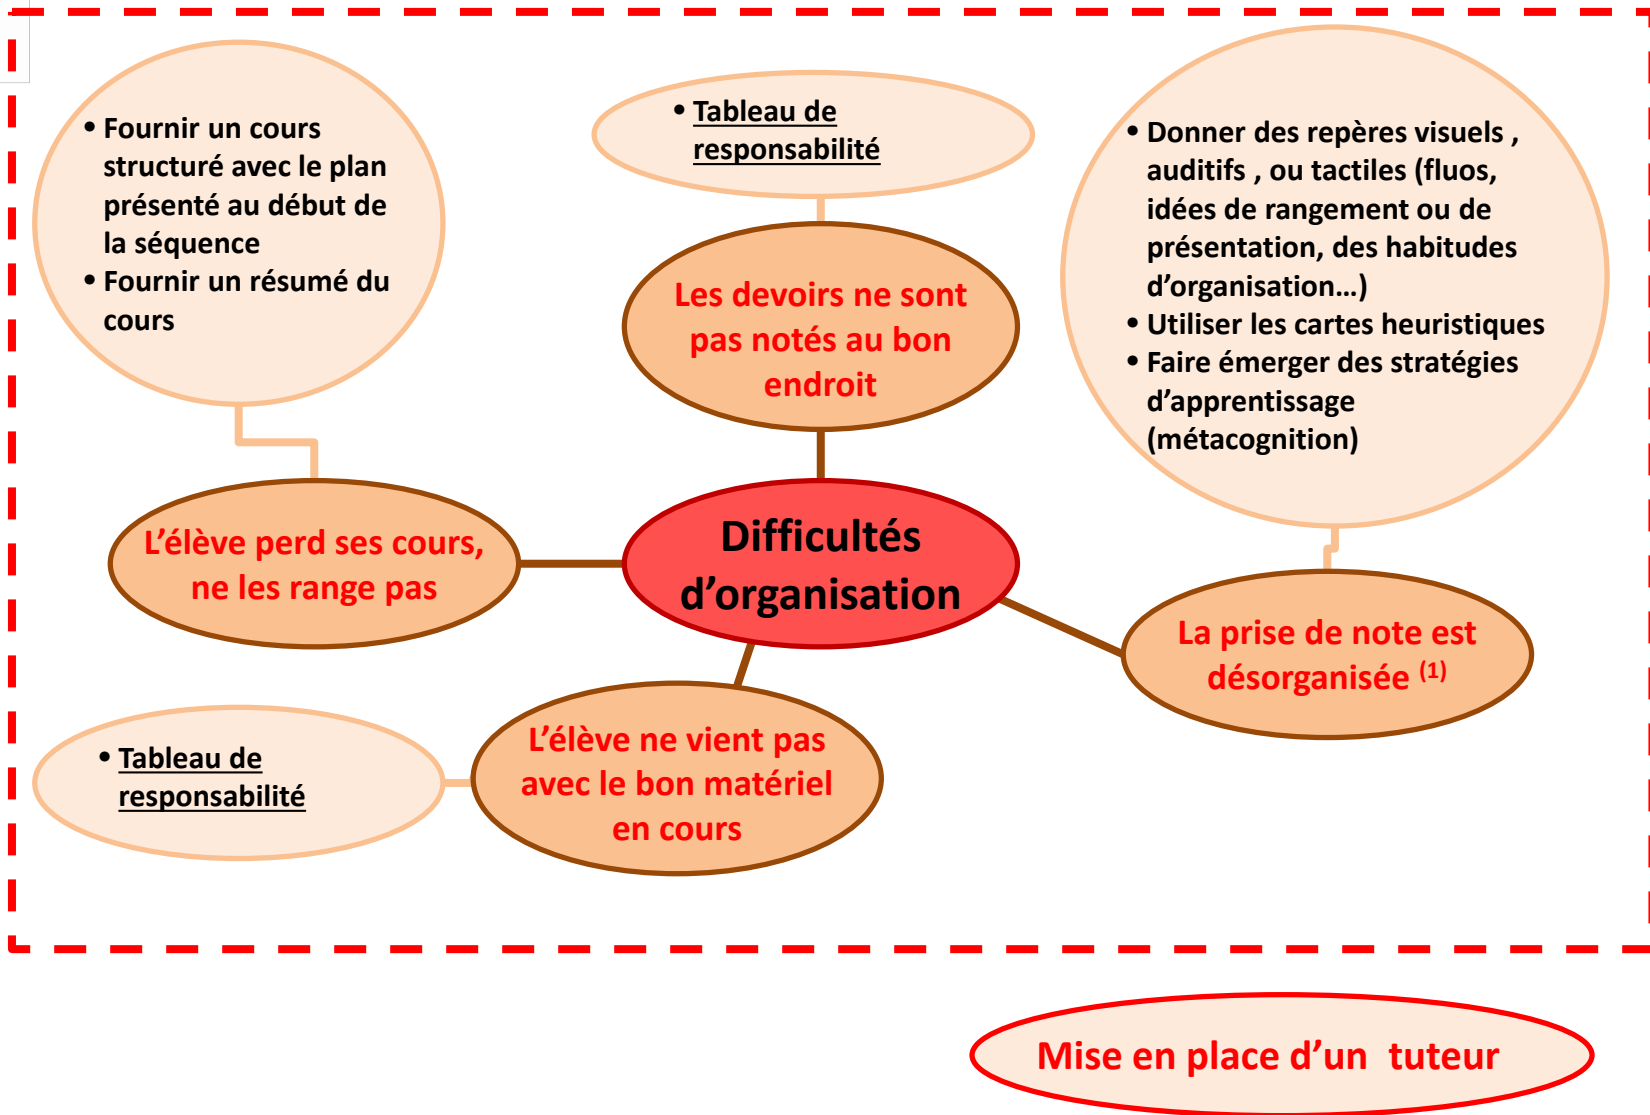 • Fournir un cours
structuré avec le plan
présenté au début de
la séquence
• Fournir un résumé du
cours
• Tableau de
responsabilité
• Donner des repères visuels ,
auditifs , ou tactiles (fluos,
idées de rangement ou de
présentation, des habitudes
d’organisation...)
• Utiliser les cartes heuristiques
• Faire émerger des stratégies
d’apprentissage
(métacognition)
Les devoirs ne sont
pas notés au bon
endroit
L’élève perd ses cours,
ne les range pas
Difficultés
d’organisation
La prise de note est
désorganisée (1)
• Tableau de
responsabilité
L’élève ne vient pas
avec le bon matériel
en cours
Mise en place d’un  tuteur